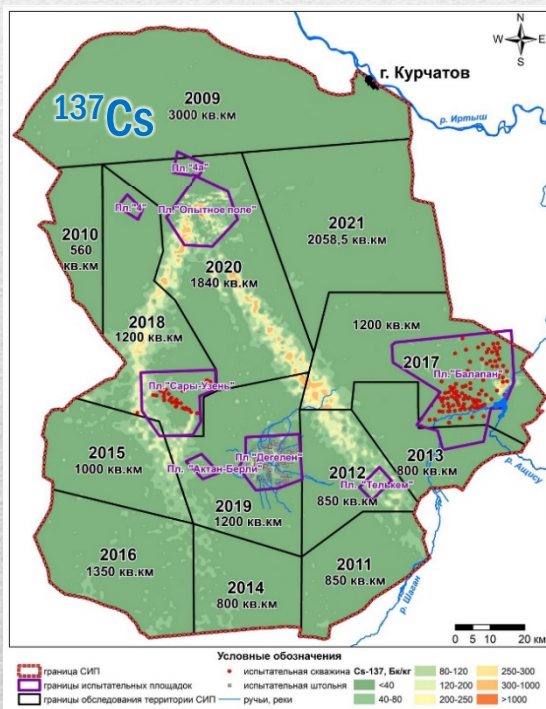 N
W E
S
г. Курчатов
р. Иртыш
137Cs
2009
3000 кв.км
Пл."4а"
Пл."4"
Пл."Опытное поле"
2010
560
кв.км
2021
2058,5 кв.км
2020
1840 кв.км
2018
1200 кв.км
1200 кв.км
2017
Пл."Балапан"
Пл."Сары-Узень"
2015
1000 кв.км
Пл. "Актан-Берли"
Пл."Дегелен"
2012
850 кв.км
Пл. "Телькем"
2013
800 кв.км
р. Ащису
2019
1200 кв.км
2016
1350 кв.км
2014
800 кв.км
2011
850 кв.км
р. Шаган
0 5 10 20
км
Условные обозначения
граница СИП
границы испытательных площадок
границы обследования территории СИП
испытательная скважина
испытательная штольня
ручьи, реки
Cs-137, Бк/кг
<40
40-80
80-120
120-200
200-250
250-300
300-1000
>1000